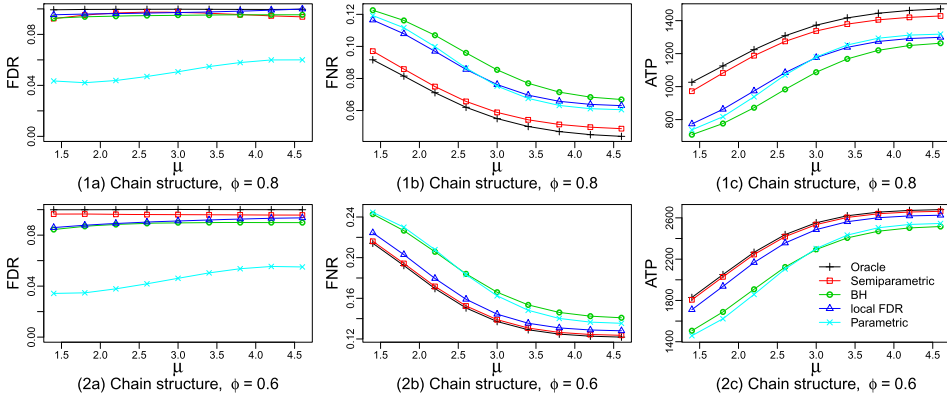 FDR
0.00 0.04 0.08
1.5 2.0 2.5 3.0 3.5 4.0 4.5
μ
(1a) Chain structure, ϕ = 0.8
FNR
0.06 0.08 0.10 0.12
1.5 2.0 2.5 3.0 3.5 4.0 4.5
μ
(1b) Chain structure, ϕ = 0.8
ATP
800 1000 1200 1400
1.5 2.0 2.5 3.0 3.5 4.0 4.5
μ
(1c) Chain structure, ϕ = 0.8
FDR
0.00 0.04 0.08
1.5 2.0 2.5 3.0 3.5 4.0 4.5
μ
(2a) Chain structure, ϕ = 0.6
FNR
0.12 0.16 0.20 0.24
1.5 2.0 2.5 3.0 3.5 4.0 4.5
μ
(2b) Chain structure, ϕ = 0.6
ATP
1400 1800 2200 2600
Oracle
Semiparametric
BH
local FDR
Parametric
1.5 2.0 2.5 3.0 3.5 4.0 4.5
μ
(2c) Chain structure, ϕ = 0.6